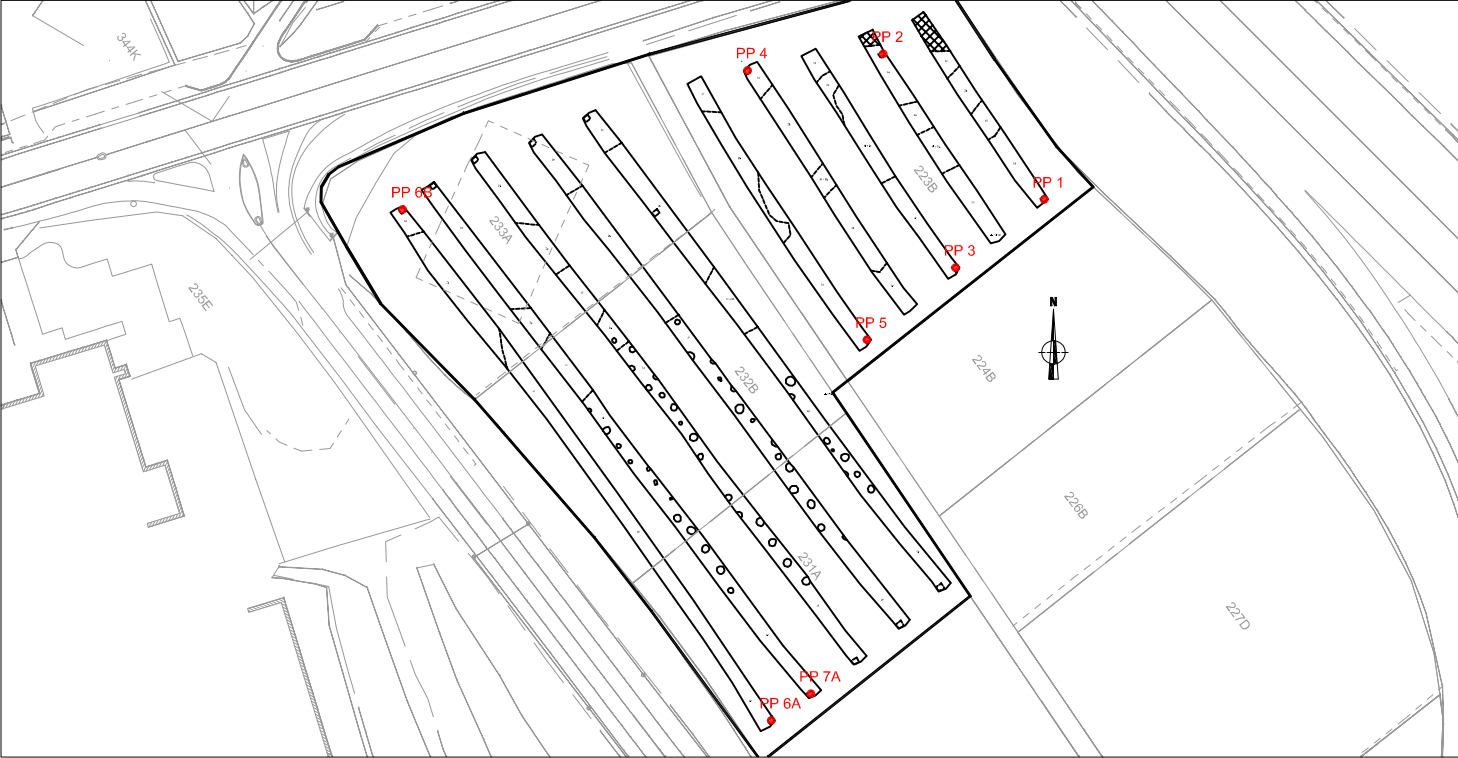 344K
PP 2
PP 4
PP 1
223B
PP 6B
233A
PP 3
235E
N
PP 5
224B
232B
226B
231A
227D
PP 7A
PP 6A